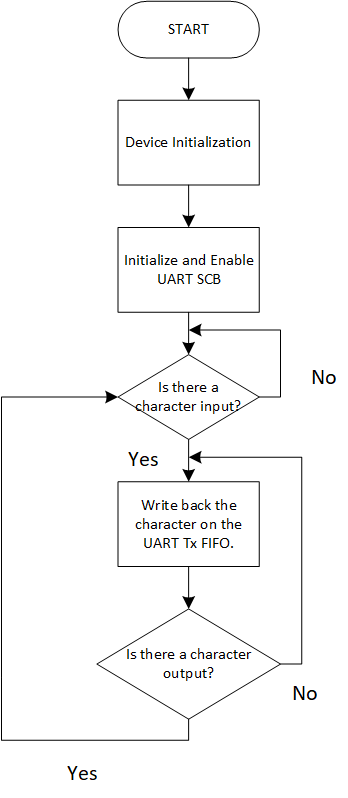 START
Device Initialization
Initialize and Enable
UART SCB
Is there a
character input?
No
Yes
Write back the
character on the
UART Tx FIFO.
Is there a character
output?
No
Yes